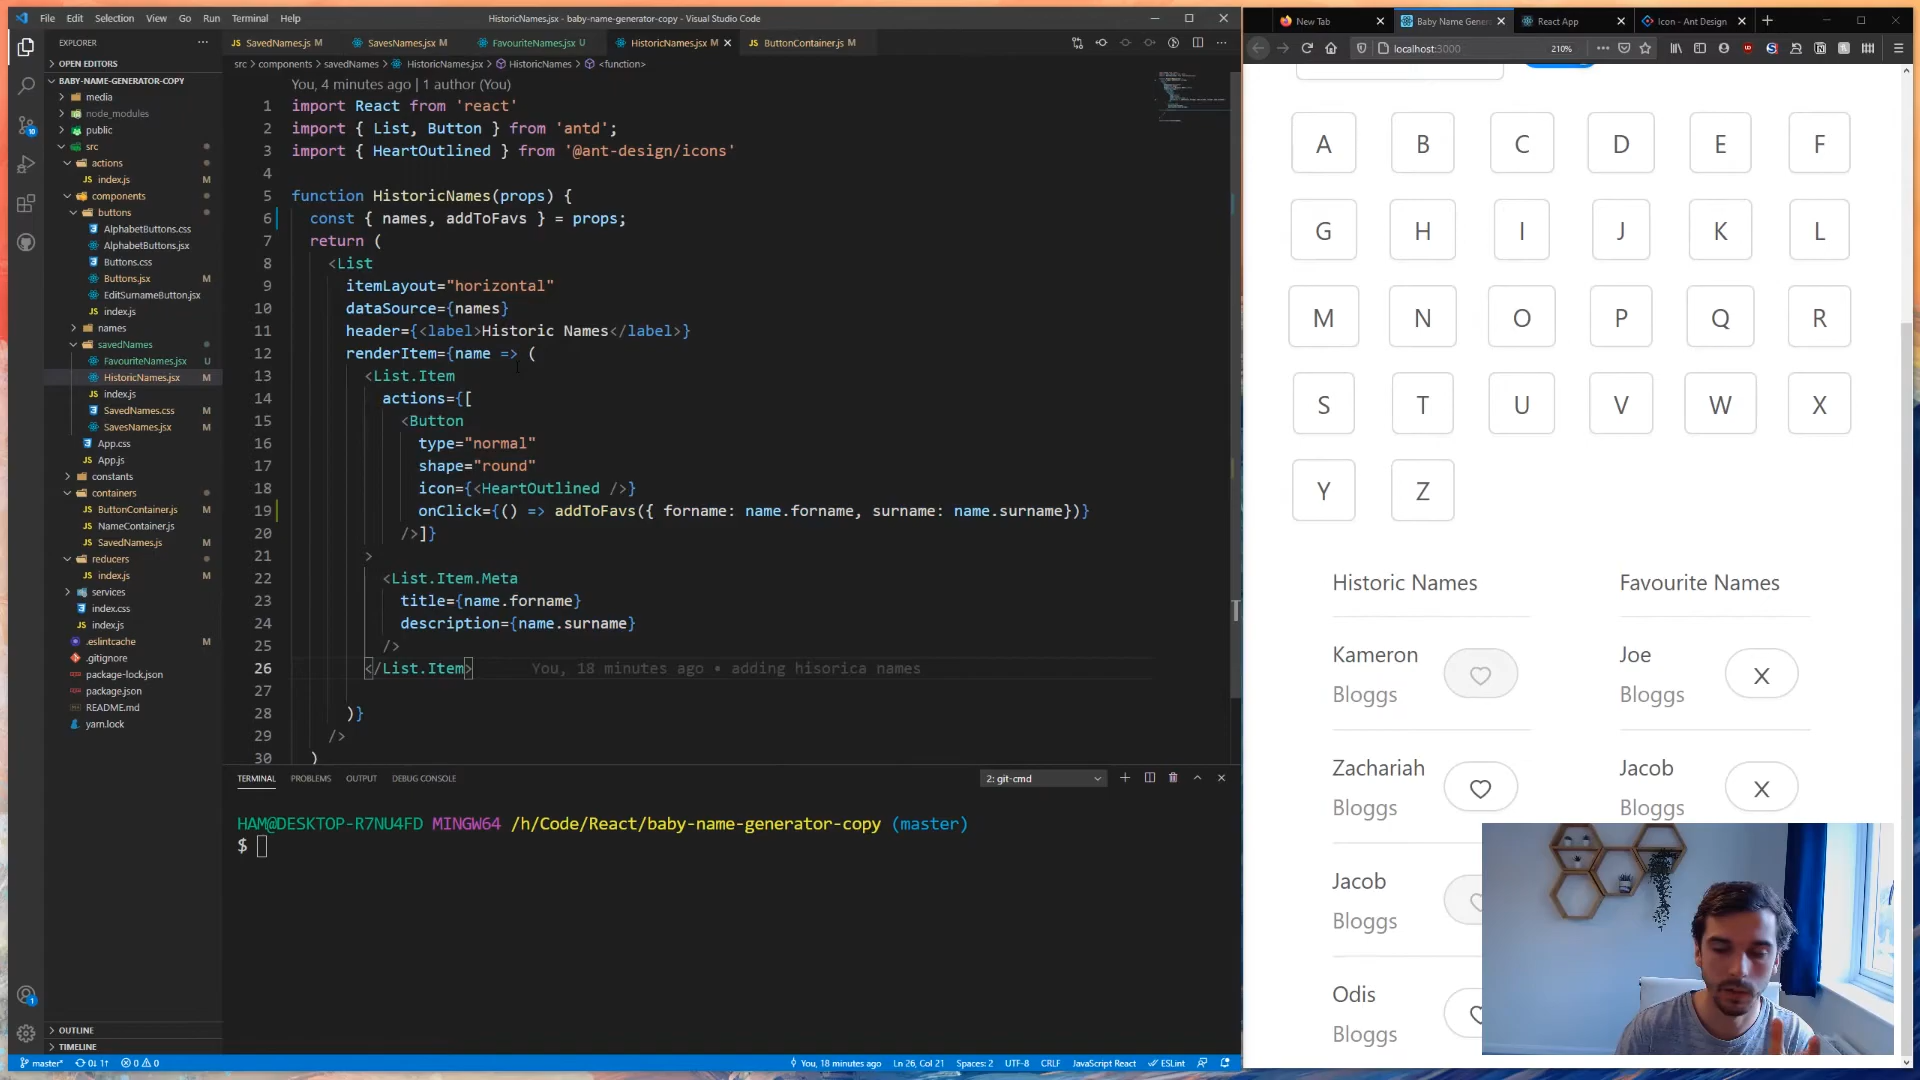 File Edit Selection View Go Run Terminal Help
HistoricNames.jsx - baby-name-generator-copy - Visual Studio Code
EXPLORER
OPEN EDITORS
BABY-NAME-GENERATOR-COPY
media
node_modules
public
src
actions
index.js M
components
buttons
AlphabetButtons.css
AlphabetButtons.jsx
Buttons.css
Buttons.jsx M
EditSurnameButton.jsx
index.js
names
savedNames
FavouriteNames.jsx U
HistoricNames.jsx M
index.js
SavedNames.css M
SavesNames.jsx M
App.css
App.js
constants
containers
ButtonContainer.js M
NameContainer.js
SavedNames.js M
reducers
index.js M
services
index.css
index.js
.eslintcache M
.gitignore
package-lock.json
package.json
README.md
yarn.lock
OUTLINE
TIMELINE
SavedNames.js M
SavesNames.jsx M
FavouriteNames.jsx U
HistoricNames.jsx M
ButtonContainer.js M
src > components > savedNames > HistoricNames.jsx > HistoricNames > <function>
You, 4 minutes ago | 1 author (You)
1 import React from 'react'
2 import { List, Button } from 'antd';
3 import { HeartOutlined } from '@ant-design/icons'
4
5 function HistoricNames(props) {
6 const { names, addToFavs } = props;
7 return (
8 <List
9 itemLayout="horizontal"
10 dataSource={names}
11 header={<label>Historic Names</label>}
12 renderItem={name => (
13 <List.Item
14 actions={[
15 <Button
16 type="normal"
17 shape="round"
18 icon={<HeartOutlined />}
19 onClick={() => addToFavs({ forname: name.forname, surname: name.surname})}
20 />]}
21 >
22 <List.Item.Meta
23 title={name.forname}
24 description={name.surname}
25 />
26 </List.Item> You, 18 minutes ago • adding hisorica names
27
28 )}
29 />
30 )
TERMINAL PROBLEMS OUTPUT DEBUG CONSOLE
2: git-cmd
HAM@DESKTOP-R7NU4FD MINGW64 /h/Code/React/baby-name-generator-copy (master)
$
master* 0↓ 1↑ 0 0
You, 18 minutes ago Ln 26, Col 21 Spaces: 2 UTF-8 CRLF JavaScript React ESLint
New Tab
Baby Name Gener
React App
Icon - Ant Design
localhost:3000
210%
A B C D E F
G H I J K L
M N O P Q R
S T U V W X
Y Z
Historic Names
Kameron
Bloggs
Zachariah
Bloggs
Jacob
Bloggs
Odis
Bloggs
Favourite Names
Joe
Bloggs
X
Jacob
Bloggs
X